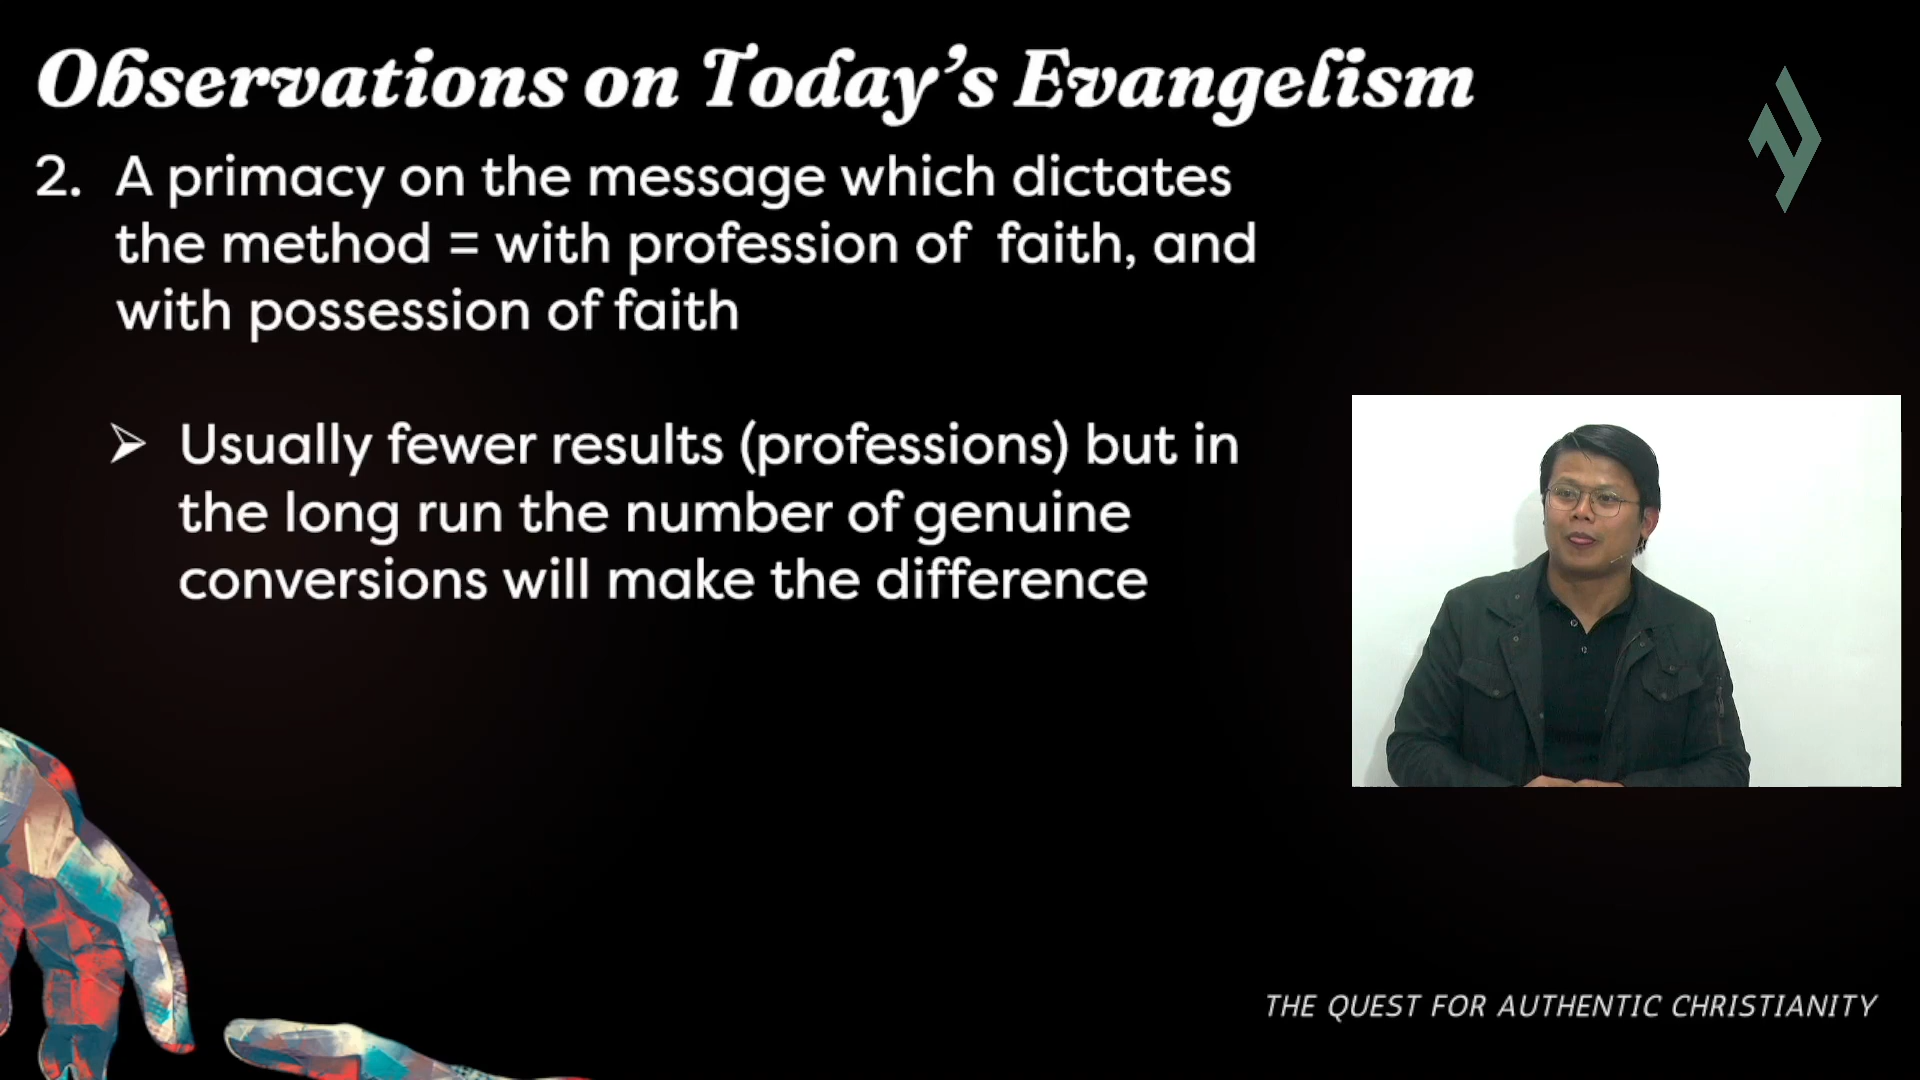 Observations on Today's Evangelism
2. A primacy on the message which dictates
the method = with profession of faith, and
with possession of faith
➢ Usually fewer results (professions) but in
the long run the number of genuine
conversions will make the difference
THE QUEST FOR AUTHENTIC CHRISTIANITY